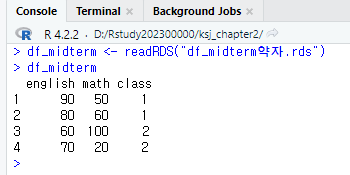 Console Terminal Background Jobs
R 4.2.2 · D:/Rstudy202300000/ksj_chapter2/
> df_midterm <- readRDS("df_midterm약자.rds")
> df_midterm
english math class
1 90 50 1
2 80 60 1
3 60 100 2
4 70 20 2
>